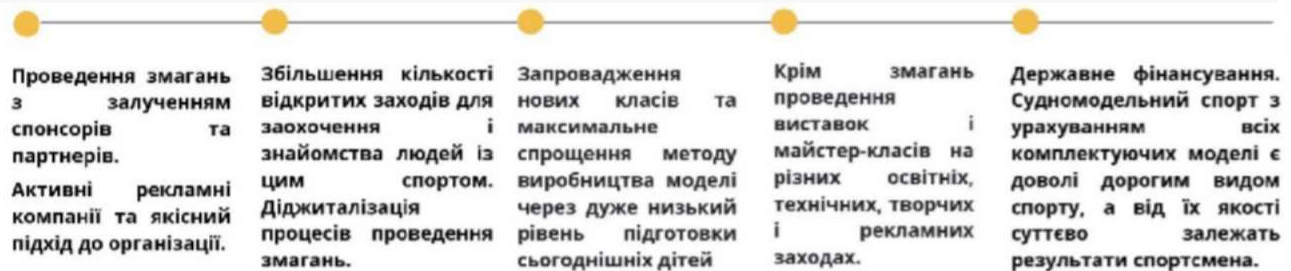 Проведення змагань
з залученням
спонсорів та
партнерів.
Активні рекламні
компанії та якісний
підхід до організації.
Збільшення кількості
відкритих заходів для
заохочення і
знайомства людей із
цим спортом.
Діджиталізація
процесів проведення
змагань.
Запровадження
нових класів та
максимальне
спрощення методу
виробництва моделі
через дуже низький
рівень підготовки
сьогоднішніх дітей
Крім змагань
проведення
виставок і
майстер-класів на
різних освітніх,
технічних, творчих
і рекламних
заходах.
Державне фінансування.
Судномодельний спорт з
урахуванням всіх
комплектуючих моделі є
доволі дорогим видом
спорту, а від їх якості
суттєво залежать
результати спортсмена.